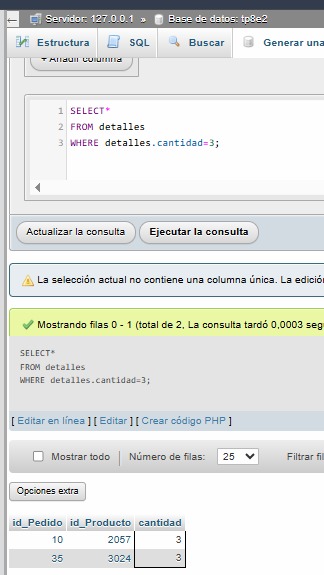 Servidor: 127.0.0.1 » Base de datos: tp8e2
Estructura SQL Buscar Generar una
+ Añadir columna
1 SELECT*
2 FROM detalles
3 WHERE detalles.cantidad=3;
Actualizar la consulta Ejecutar la consulta
La selección actual no contiene una columna única. La edició
Mostrando filas 0 - 1 (total de 2, La consulta tardó 0,0003 seg
SELECT*
FROM detalles
WHERE detalles.cantidad=3;
[ Editar en línea ] [ Editar ] [ Crear código PHP ]
Mostrar todo Número de filas: 25 Filtrar fil
Opciones extra
id_Pedido id_Producto cantidad
10 2057 3
35 3024 3